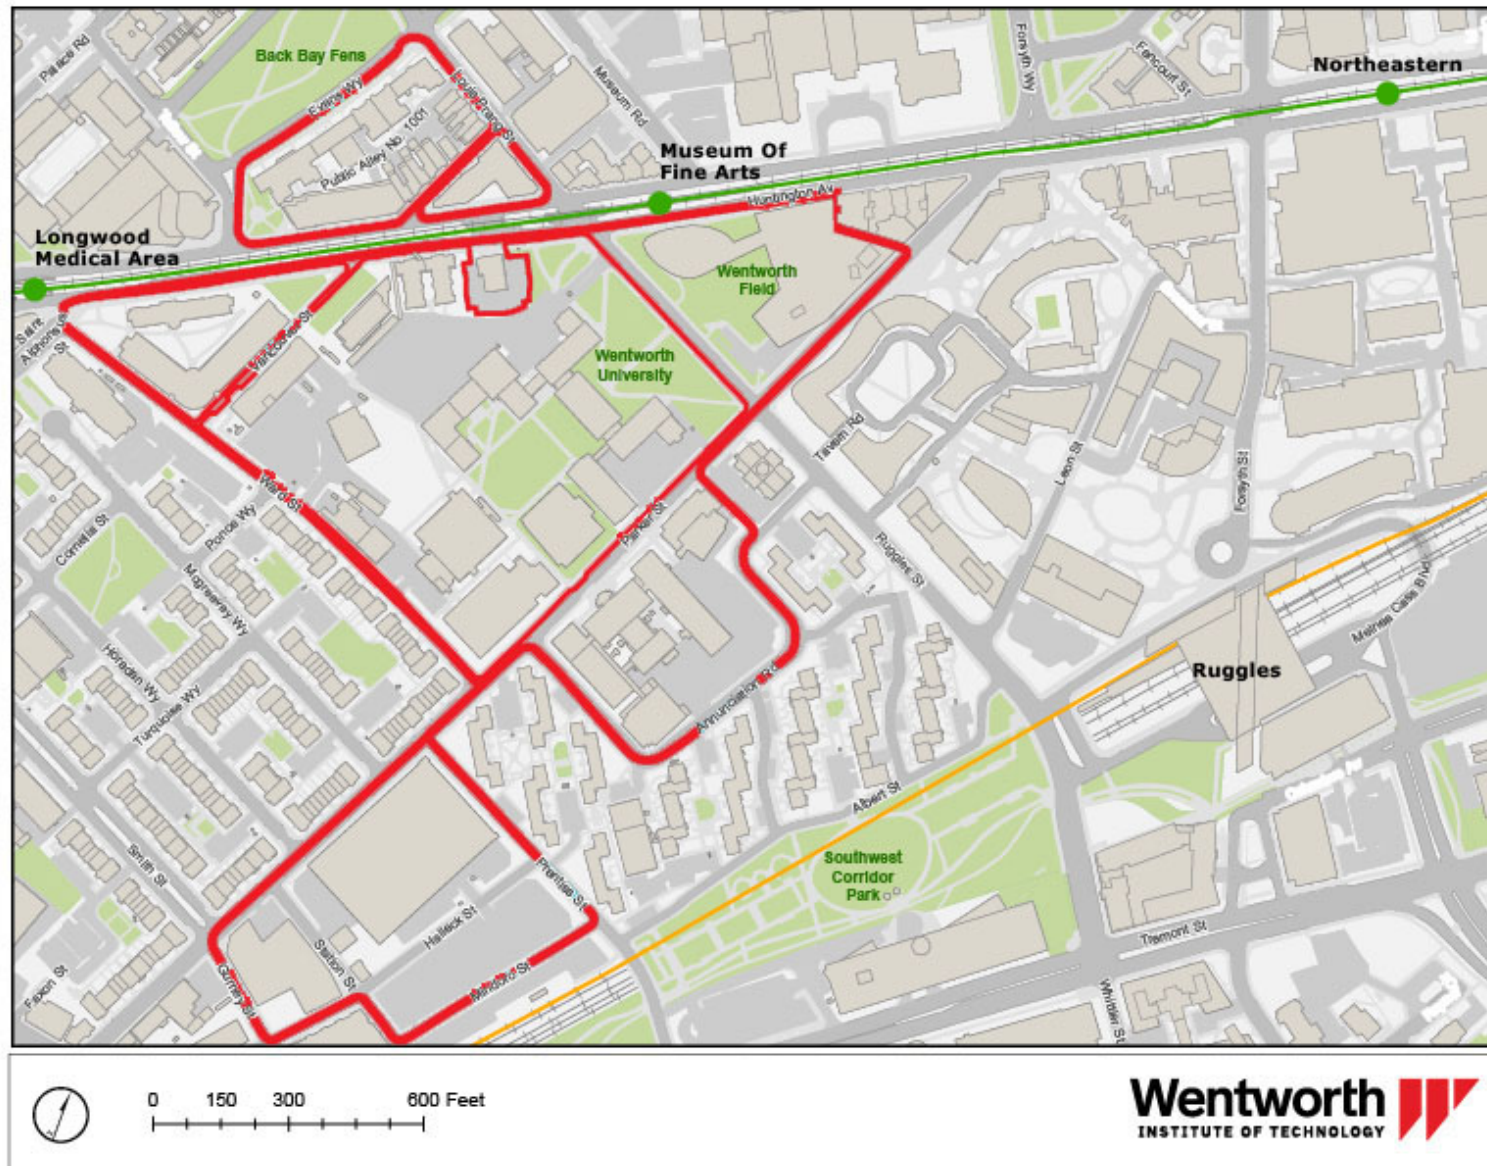 Palace Rd
Back Bay Fens
Evans Wy
Louis Prang St
Public Alley No. 1001
Museum Rd
Forsyth Wy
Fencourt St
Northeastern
Museum Of
Fine Arts
Huntington Av
Longwood
Medical Area
Saint
Alphonsus
St
Vancouver St
Wentworth
Field
Wentworth
University
Tavern Rd
Leon St
Forsyth St
Ward St
Ponce Wy
Cornelia St
Mcgreevey Wy
Parker St
Ruggles St
Melnea Cass Blvd
Horadan Wy
Turquoise Wy
Annunciation Rd
Ruggles
Albert St
Smith St
Prentiss St
Southwest
Corridor
Park
Halleck St
Station St
Gurney St
Mindoro St
Faxon St
Tremont St
Whittier St
0 150 300 600 Feet
Wentworth
INSTITUTE OF TECHNOLOGY